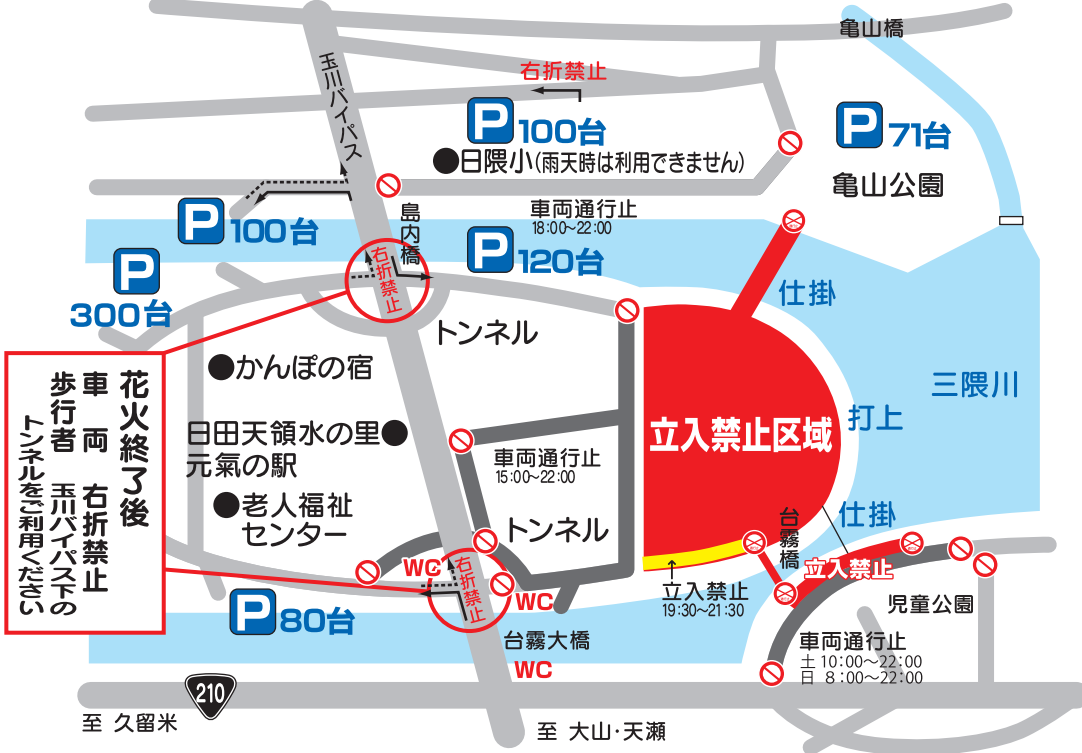 亀山橋
玉川バイパス
右折禁止
P 100台
●日隈小(雨天時は利用できません)
P 71台
亀山公園
P 100台
島内橋
車両通行止
18:00～22:00
P 120台
P 300台
右折禁止
仕掛
トンネル
●かんぽの宿
三隈川
打上
立入禁止区域
花火終了後
車両 右折禁止
歩行者 玉川バイパス下の
トンネルをご利用ください
日田天領水の里●
元氣の駅
車両通行止
15:00～22:00
●老人福祉
センター
トンネル
仕掛
台霧橋
WC
右折禁止
WC
立入禁止
立入禁止
19:30～21:30
児童公園
P 80台
台霧大橋
WC
車両通行止
土 10:00～22:00
日 8:00～22:00
210
至 久留米
至 大山・天瀬